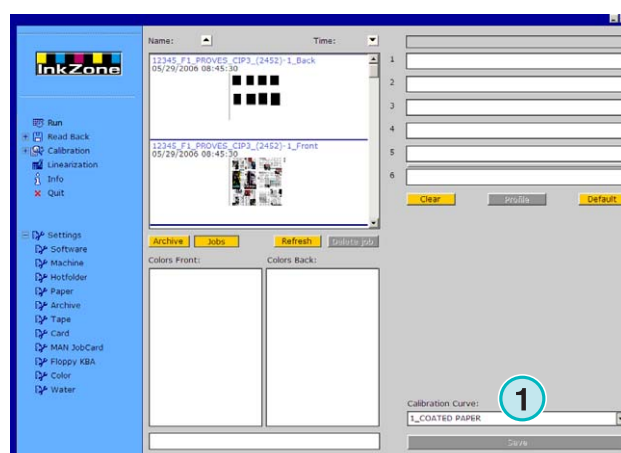 InkZone
Run
Read Back
Calibration
Linearization
Info
Quit
Settings
Software
Machine
Hotfolder
Paper
Archive
Tape
Card
MAN JobCard
Floppy KBA
Color
Water
Name: Time:
12345_F1_PROVES_CIP3_(2452)-1_Back
05/29/2006 08:45:30
12345_F1_PROVES_CIP3_(2452)-1_Front
05/29/2006 08:45:30
Archive Jobs Refresh Delete job
Colors Front: Colors Back:
1
2
3
4
5
6
Clear Profile Default
Calibration Curve:
1
1_COATED PAPER
Save